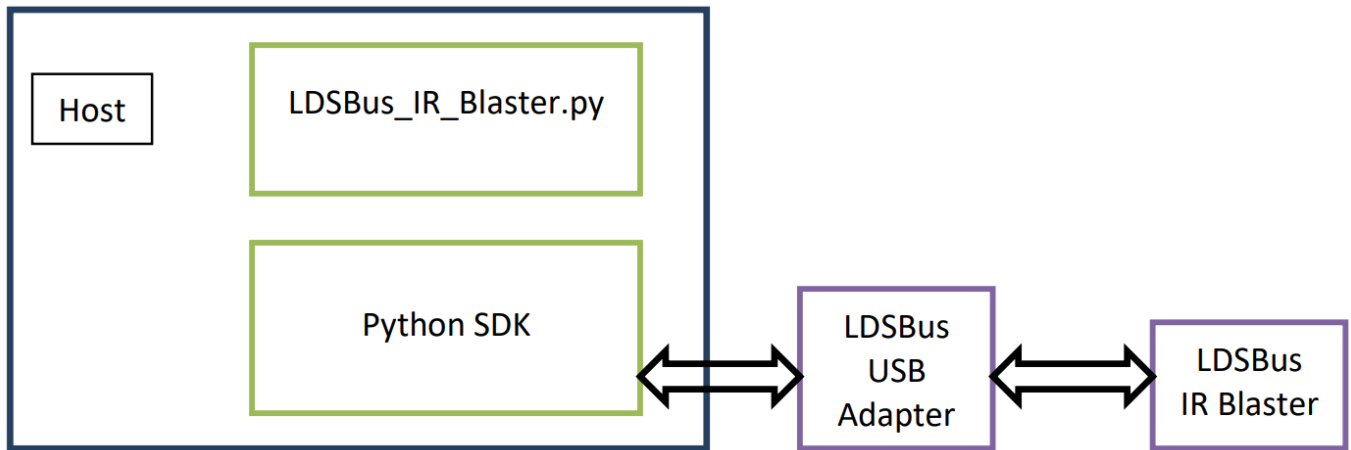 Host
LDSBus_IR_Blaster.py
Python SDK
LDSBus
USB
Adapter
LDSBus
IR Blaster